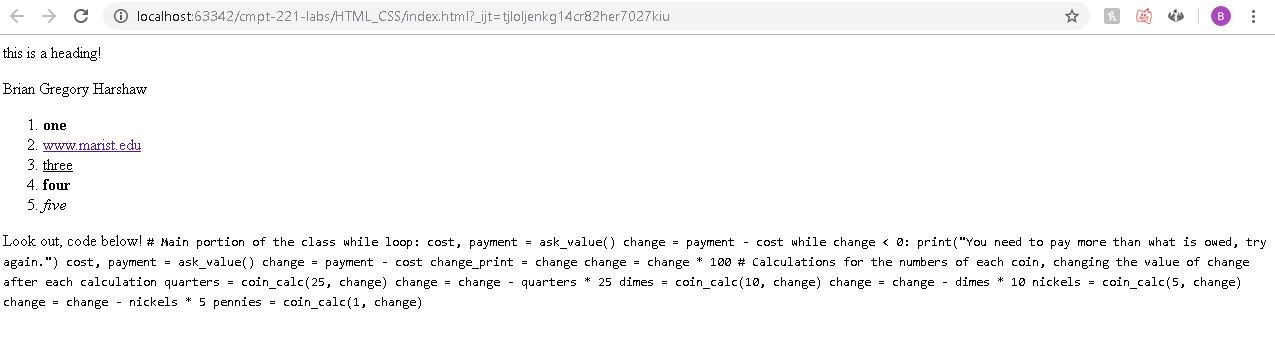 localhost:63342/cmpt-221-labs/HTML_CSS/index.html?_ijt=tjloljenkg14cr82her7027kiu
B
this is a heading!
Brian Gregory Harshaw
1. one
2. www.marist.edu
3. three
4. four
5. five
Look out, code below! # Main portion of the class while loop: cost, payment = ask_value() change = payment - cost while change < 0: print("You need to pay more than what is owed, try
again.") cost, payment = ask_value() change = payment - cost change_print = change change = change * 100 # Calculations for the numbers of each coin, changing the value of change
after each calculation quarters = coin_calc(25, change) change = change - quarters * 25 dimes = coin_calc(10, change) change = change - dimes * 10 nickels = coin_calc(5, change)
change = change - nickels * 5 pennies = coin_calc(1, change)